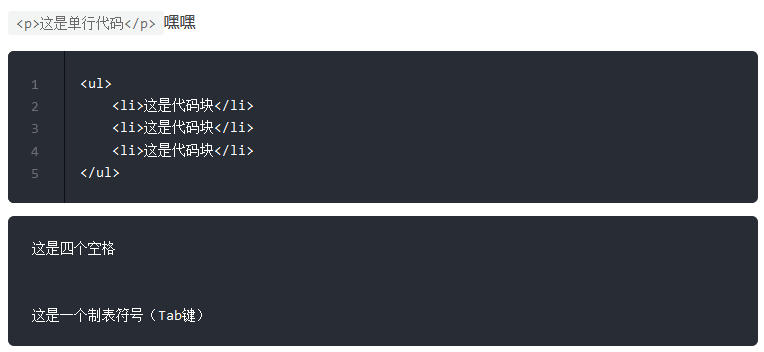 <p>这是单行代码</p> 嘿嘿
1 <ul>
2     <li>这是代码块</li>
3     <li>这是代码块</li>
4     <li>这是代码块</li>
5 </ul>
这是四个空格
这是一个制表符号（Tab键）